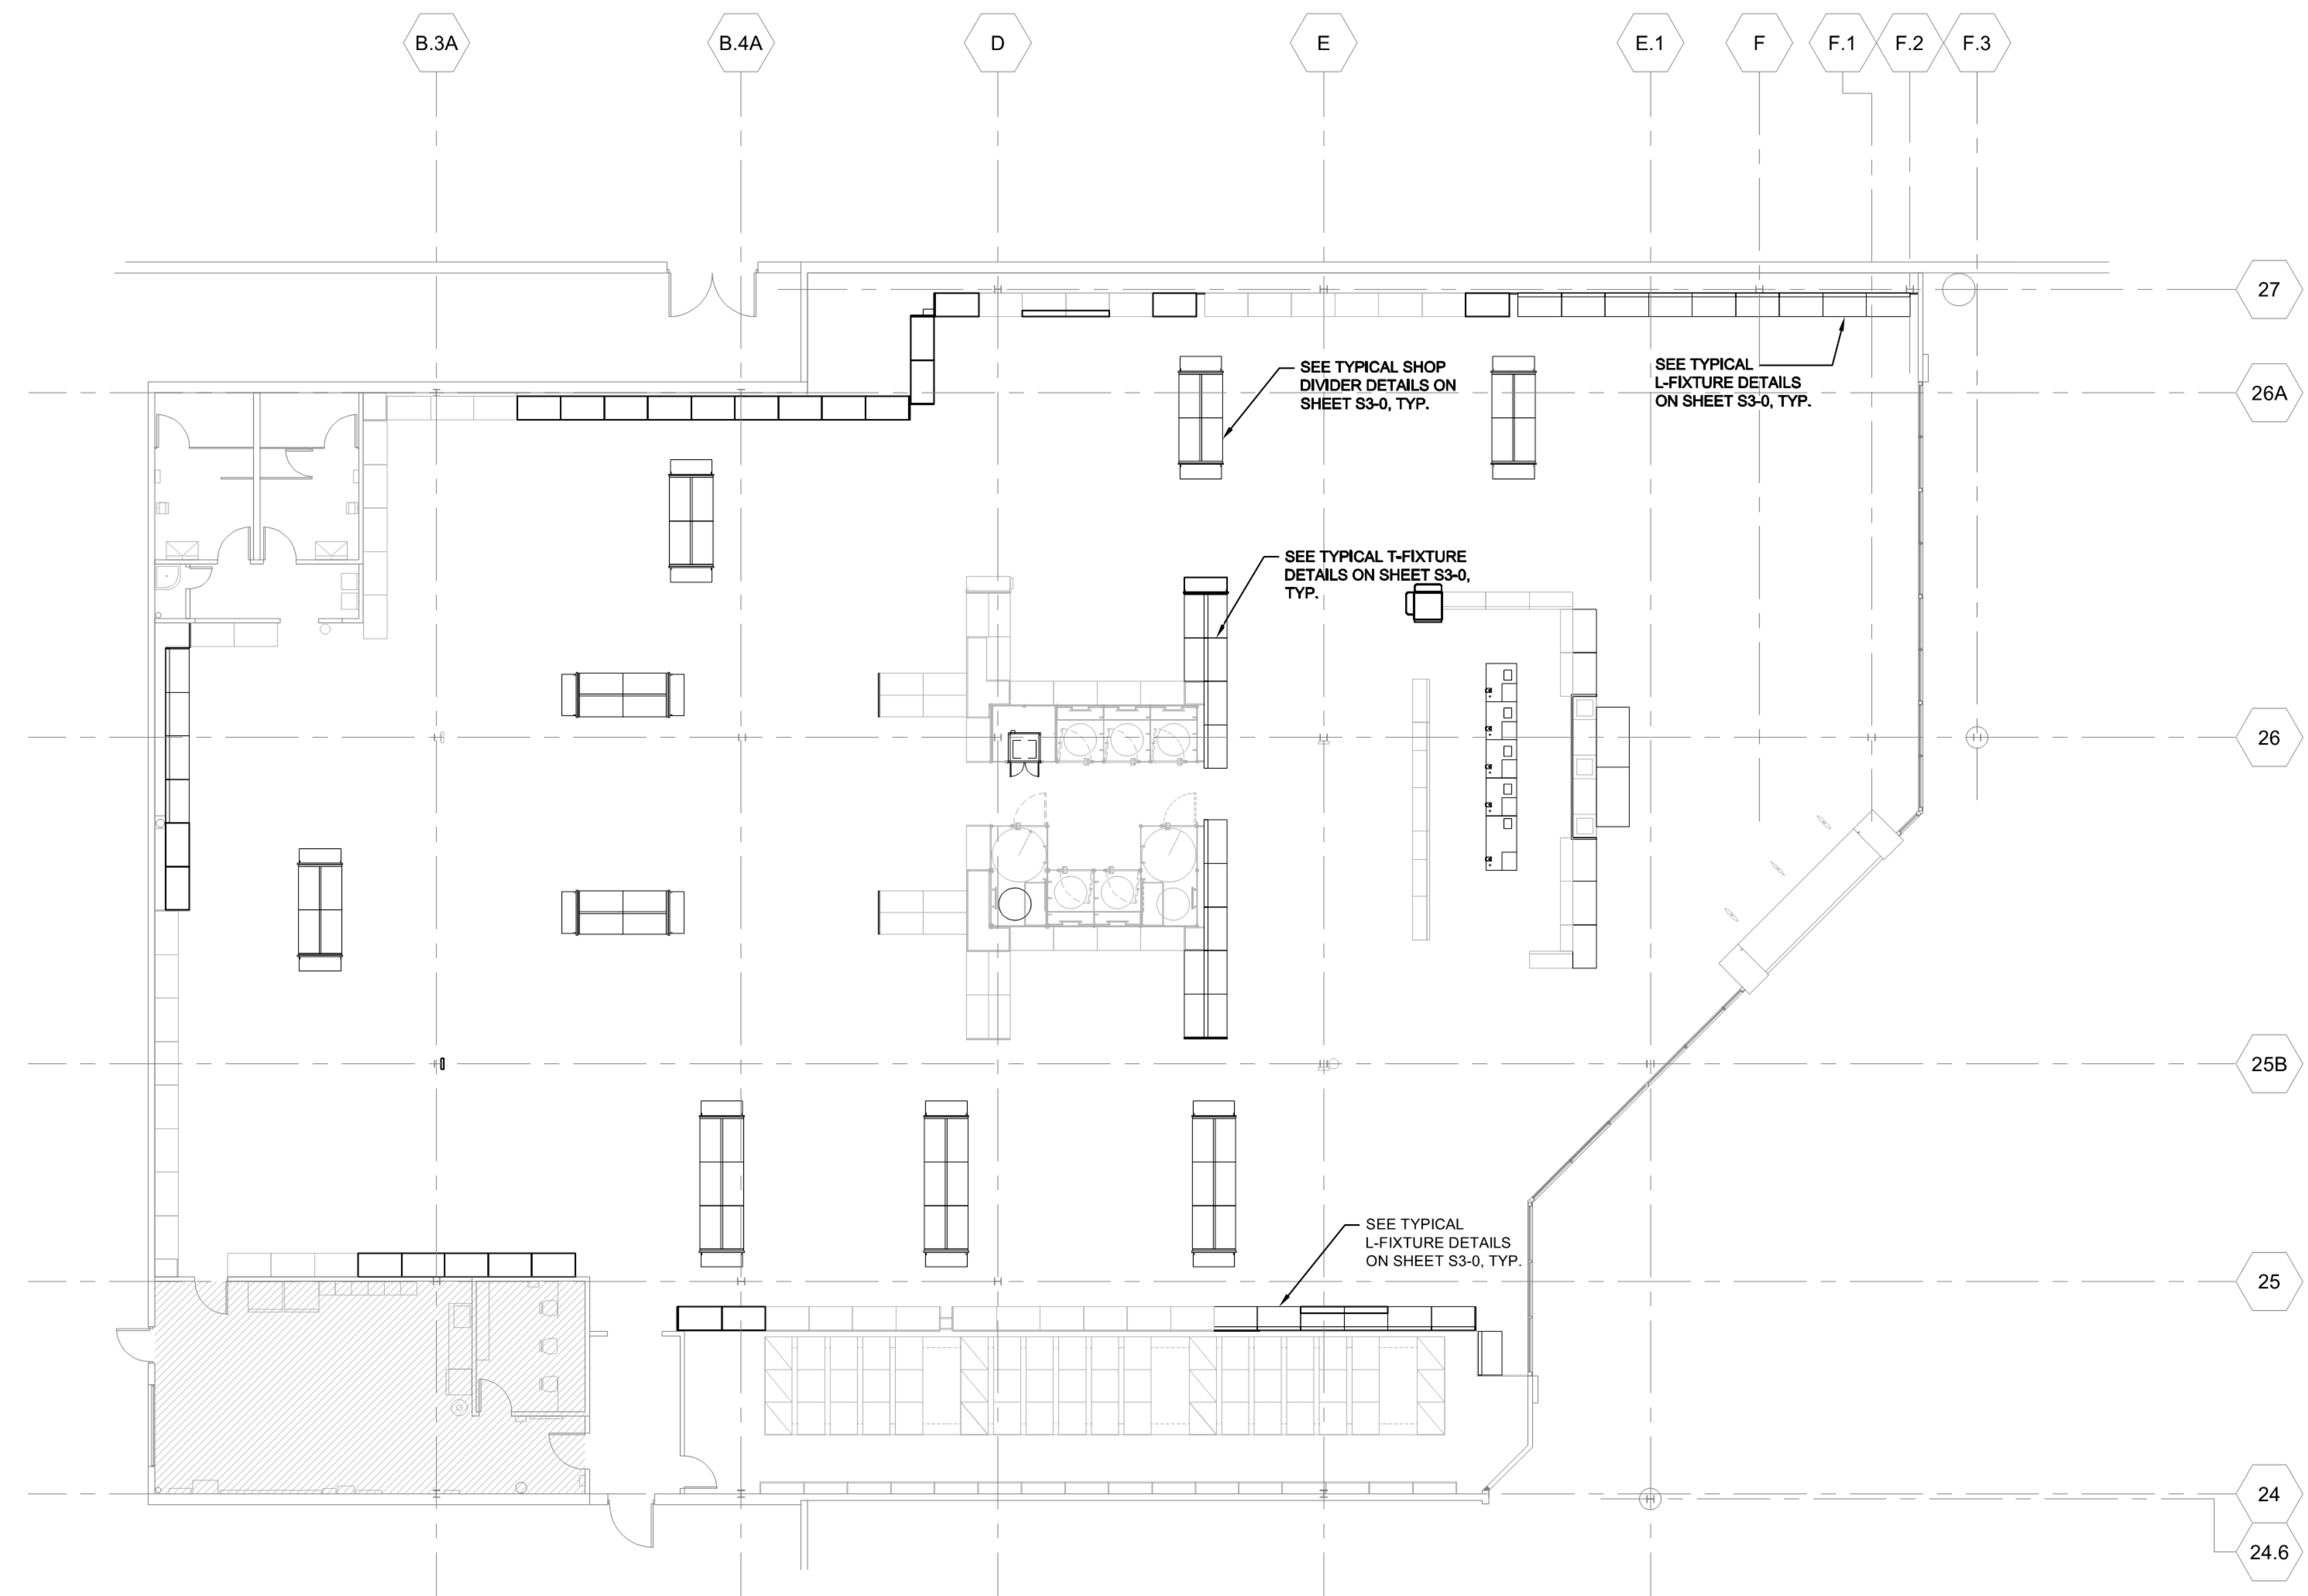 B.3A
B.4A
D
E
E.1
F
F.1
F.2
F.3
27
SEE TYPICAL SHOP
DIVIDER DETAILS ON
SHEET S3-0, TYP.
SEE TYPICAL
L-FIXTURE DETAILS
ON SHEET S3-0, TYP.
26A
SEE TYPICAL T-FIXTURE
DETAILS ON SHEET S3-0,
TYP.
26
25B
SEE TYPICAL
L-FIXTURE DETAILS
ON SHEET S3-0, TYP.
25
24
24.6